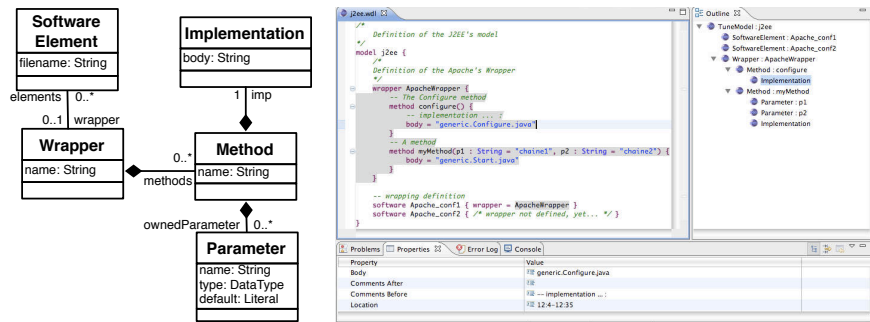 Software
Element
filename: String
elements
0..*
0..1
wrapper
Wrapper
name: String
Implementation
body: String
1
imp
0..*
methods
Method
name: String
ownedParameter
0..*
Parameter
name: String
type: DataType
default: Literal
j2ee.wdl
/*
Definition of the J2EE's model
*/
model j2ee {
/*
Definition of the Apache's Wrapper
*/
wrapper ApacheWrapper {
-- The Configure method
method configure() {
-- implementation ... :
body = "generic.Configure.java"
}
-- A method
method myMethod(p1 : String = "chaine1", p2 : String = "chaine2") {
body = "generic.Start.java"
}
}
-- wrapping definition
software Apache_conf1 { wrapper = ApacheWrapper }
software Apache_conf2 { /* wrapper not defined, yet... */ }
}
Outline
TuneModel : j2ee
SoftwareElement : Apache_conf1
SoftwareElement : Apache_conf2
Wrapper : ApacheWrapper
Method : configure
Implementation
Method : myMethod
Parameter : p1
Parameter : p2
Implementation
Problems
Properties
Error Log
Console
Property Value
Body generic.Configure.java
Comments After
Comments Before -- implementation ... :
Location 12:4-12:35